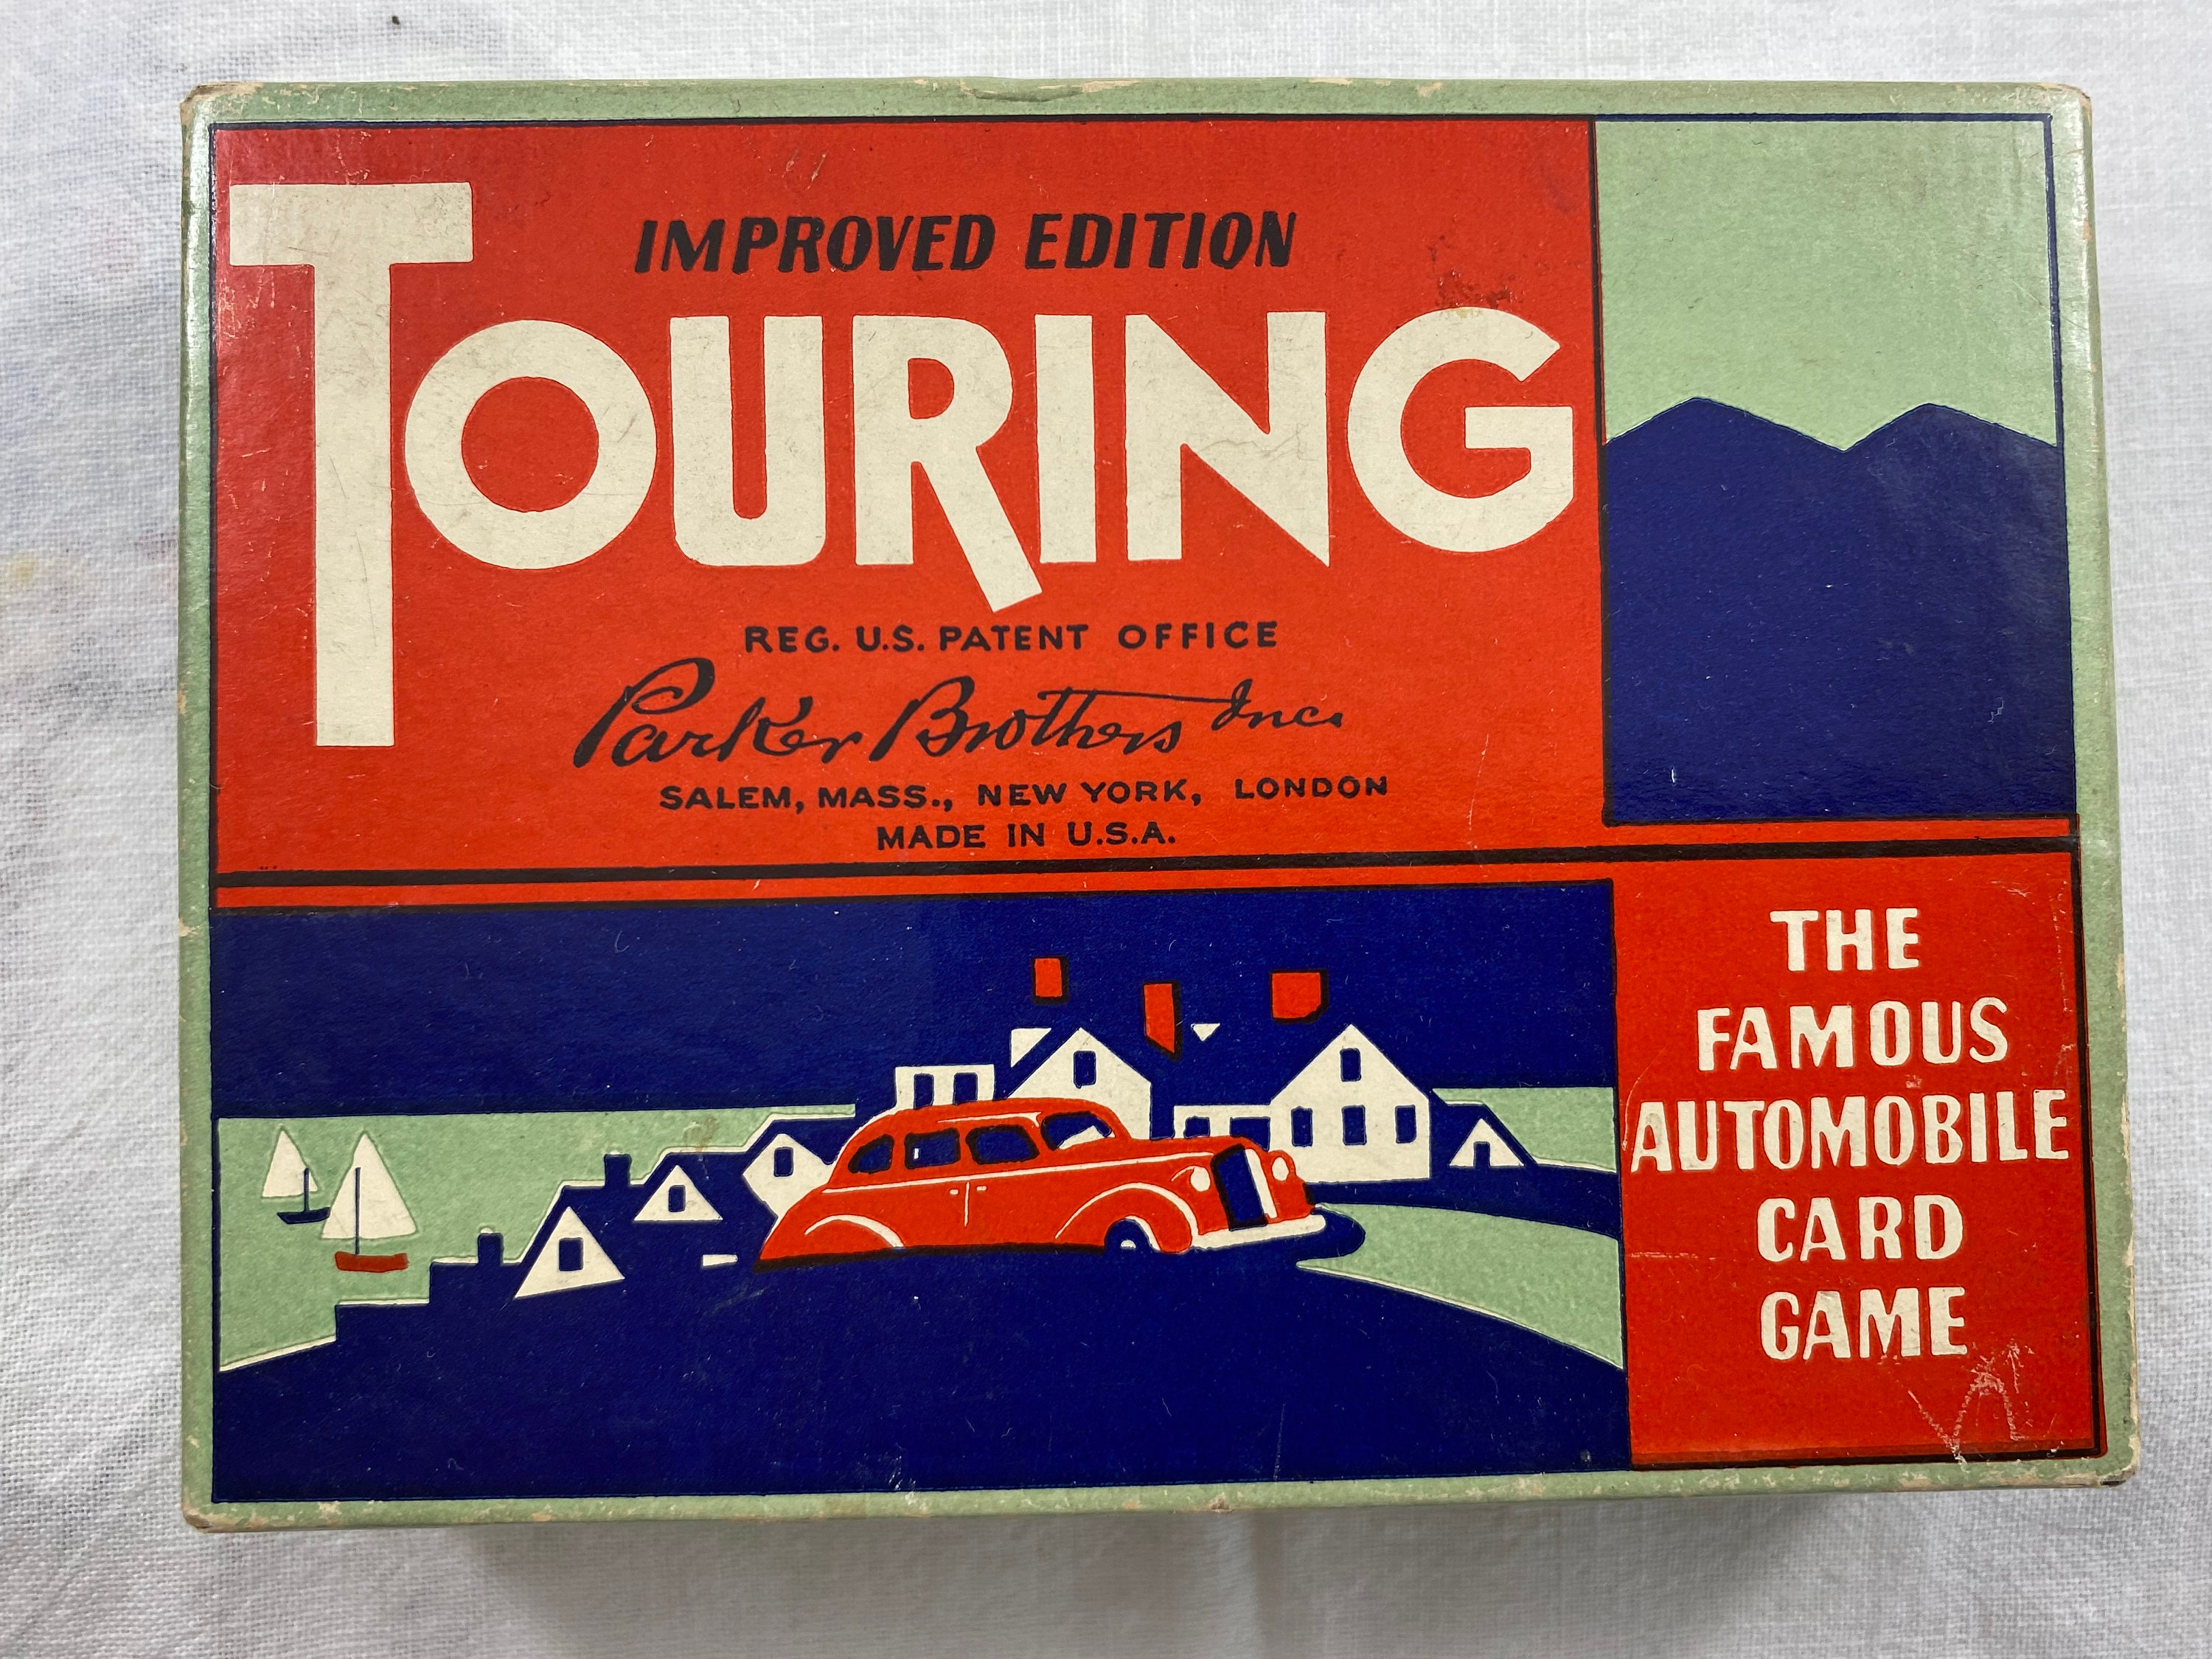 IMPROVED EDITION
TOURING
REG. U.S. PATENT OFFICE
Parker Brothers Inc.
SALEM, MASS., NEW YORK, LONDON
MADE IN U.S.A.
THE
FAMOUS
AUTOMOBILE
CARD
GAME